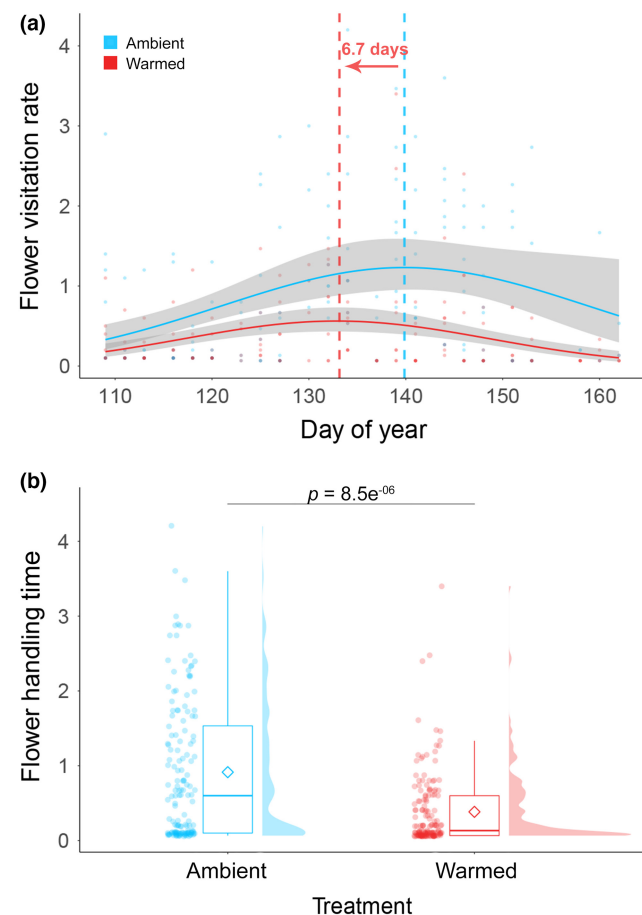 (a)
Ambient
Warmed
6.7 days
Flower visitation rate
4
3
2
1
0
110 120 130 140 150 160
Day of year
(b)
p = 8.5e-06
Flower handling time
4
3
2
1
0
Ambient Warmed
Treatment